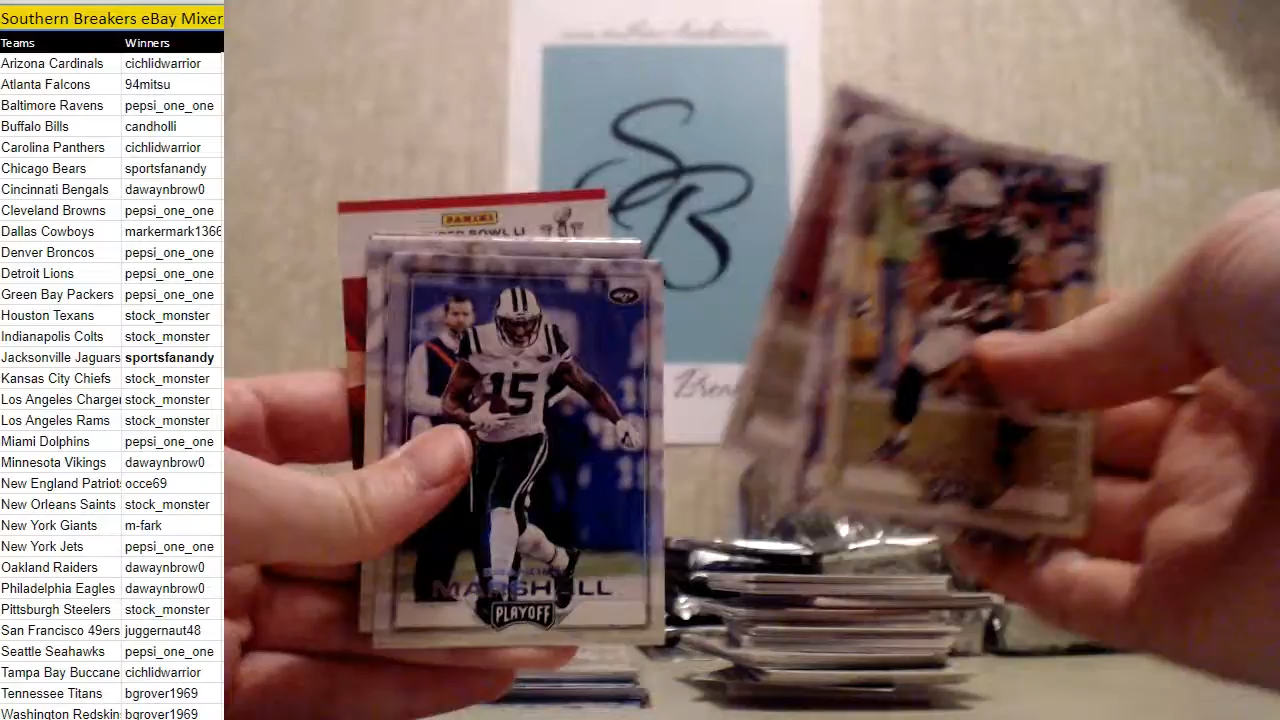 Southern Breakers eBay Mixer
Teams Winners
Arizona Cardinals cichlidwarrior
Atlanta Falcons 94mitsu
Baltimore Ravens pepsi_one_one
Buffalo Bills candholli
Carolina Panthers cichlidwarrior
Chicago Bears sportsfanandy
Cincinnati Bengals dawaynbrow0
Cleveland Browns pepsi_one_one
Dallas Cowboys markermark1366
Denver Broncos pepsi_one_one
Detroit Lions pepsi_one_one
Green Bay Packers pepsi_one_one
Houston Texans stock_monster
Indianapolis Colts stock_monster
Jacksonville Jaguars sportsfanandy
Kansas City Chiefs stock_monster
Los Angeles Charger stock_monster
Los Angeles Rams stock_monster
Miami Dolphins pepsi_one_one
Minnesota Vikings dawaynbrow0
New England Patriot occe69
New Orleans Saints stock_monster
New York Giants m-fark
New York Jets pepsi_one_one
Oakland Raiders dawaynbrow0
Philadelphia Eagles dawaynbrow0
Pittsburgh Steelers stock_monster
San Francisco 49ers juggernaut48
Seattle Seahawks pepsi_one_one
Tampa Bay Buccane cichlidwarrior
Tennessee Titans bgrover1969
Washington Redskin bgrover1969
SB
PANINI
LI
15
MARSHALL
PLAYOFF